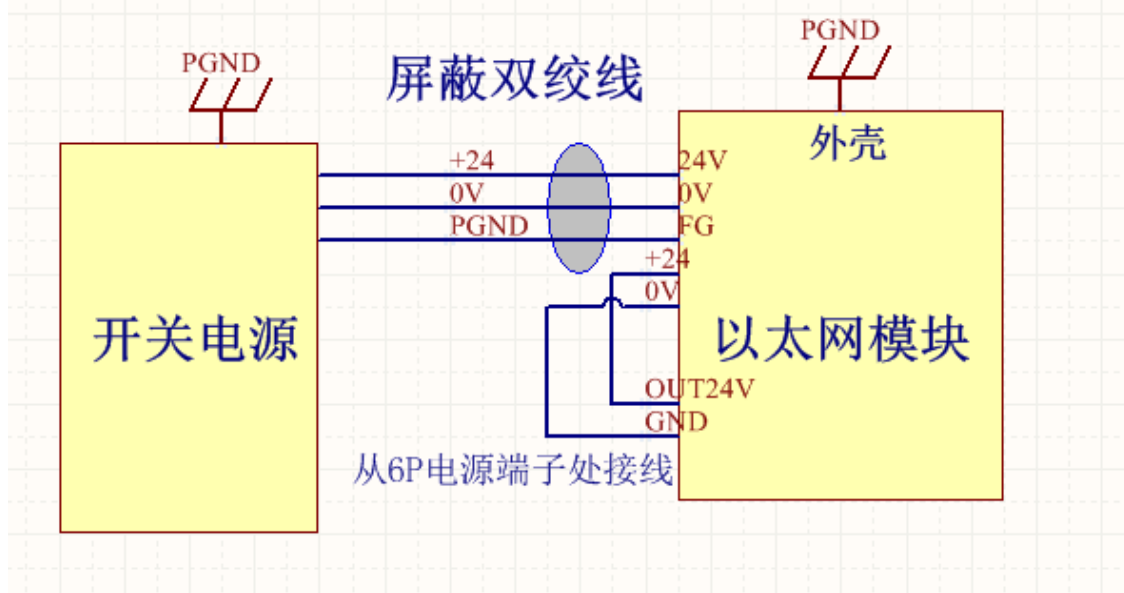 PGND
PGND
屏蔽双绞线
外壳
+24
24V
0V
0V
PGND
FG
+24
0V
开关电源
以太网模块
OUT24V
GND
从6P电源端子处接线